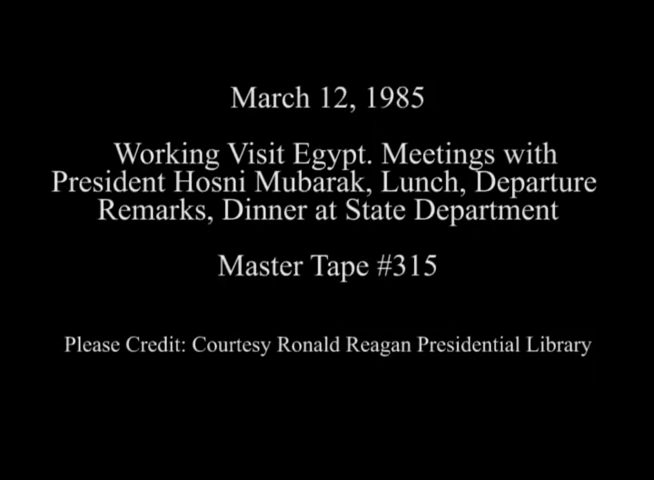 March 12, 1985
Working Visit Egypt. Meetings with
President Hosni Mubarak, Lunch, Departure
Remarks, Dinner at State Department
Master Tape #315
Please Credit: Courtesy Ronald Reagan Presidential Library